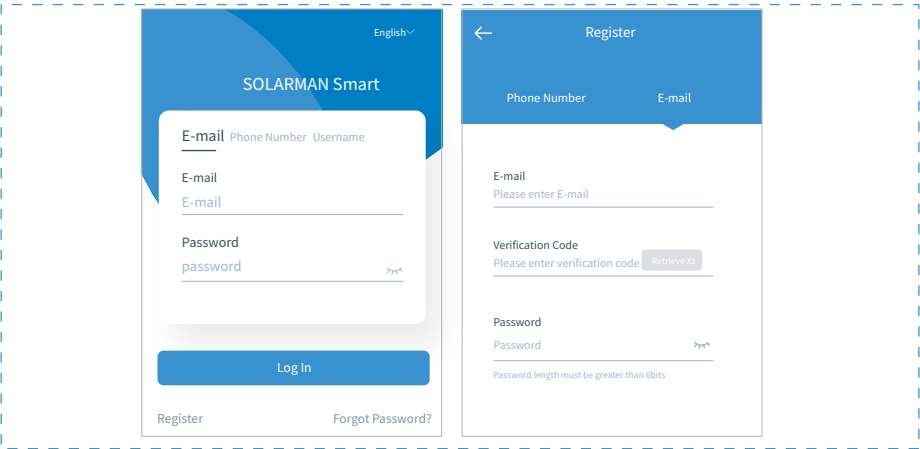 English
SOLARMAN Smart
E-mail Phone Number Username
E-mail
E-mail
Password
password
Log In
Register Forgot Password?
Register
Phone Number E-mail
E-mail
Please enter E-mail
Verification Code
Please enter verification code Retrieve Xs
Password
Password
Password length must be greater than 6bits